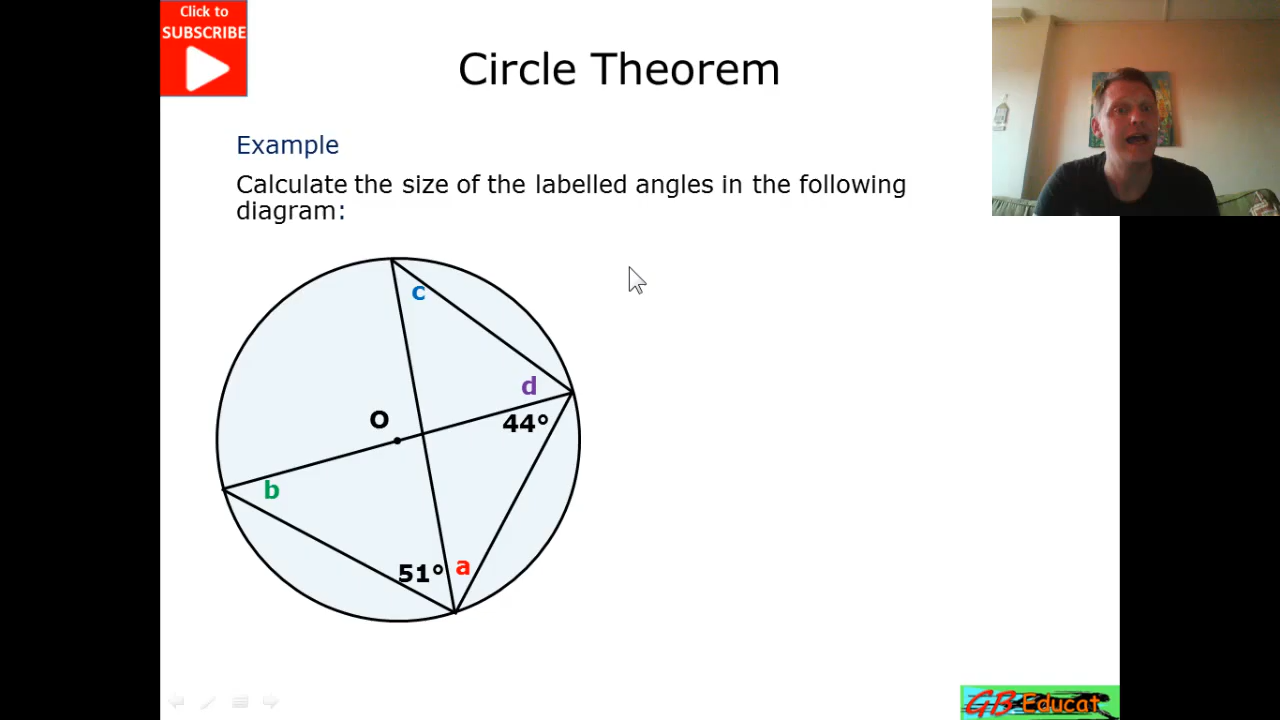 Click to
SUBSCRIBE
Circle Theorem
Example
Calculate the size of the labelled angles in the following
diagram:
c
d
O
44°
b
51°
a
GB Educat